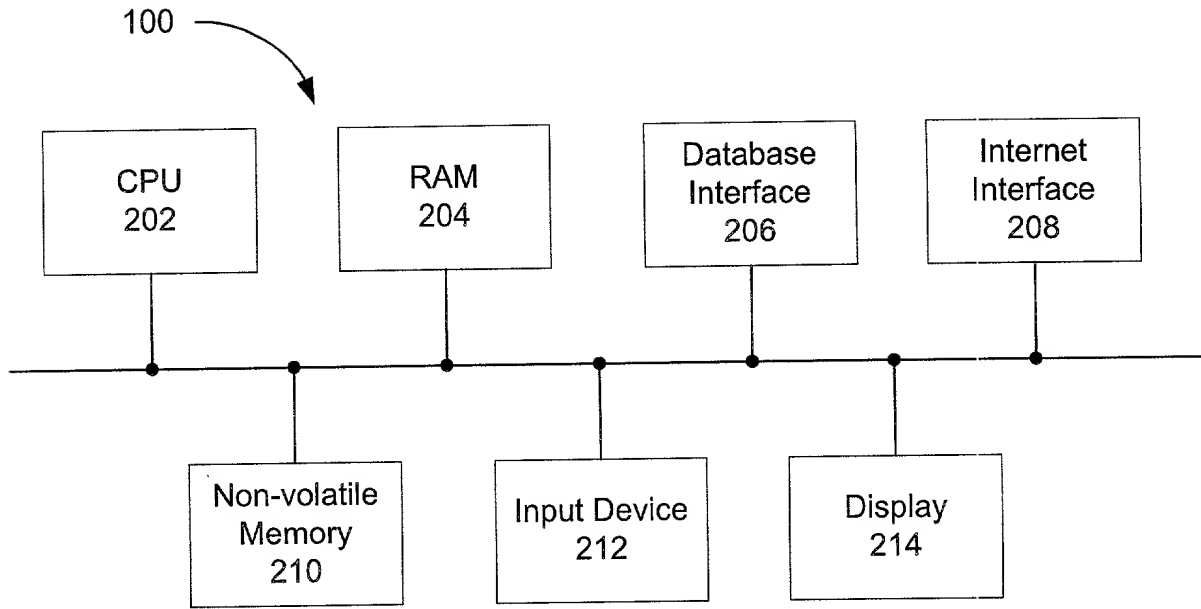 100
CPU
202
RAM
204
Database
Interface
206
Internet
Interface
208
Non-volatile
Memory
210
Input Device
212
Display
214